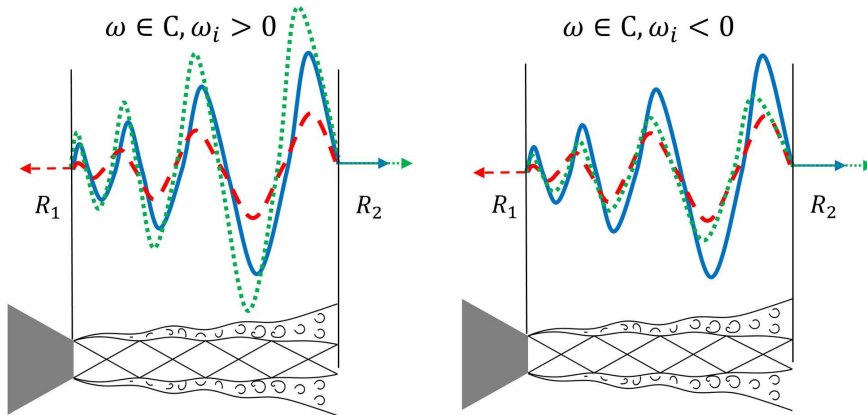 ω ∈ C, ω_i > 0
R_1
R_2
ω ∈ C, ω_i < 0
R_1
R_2